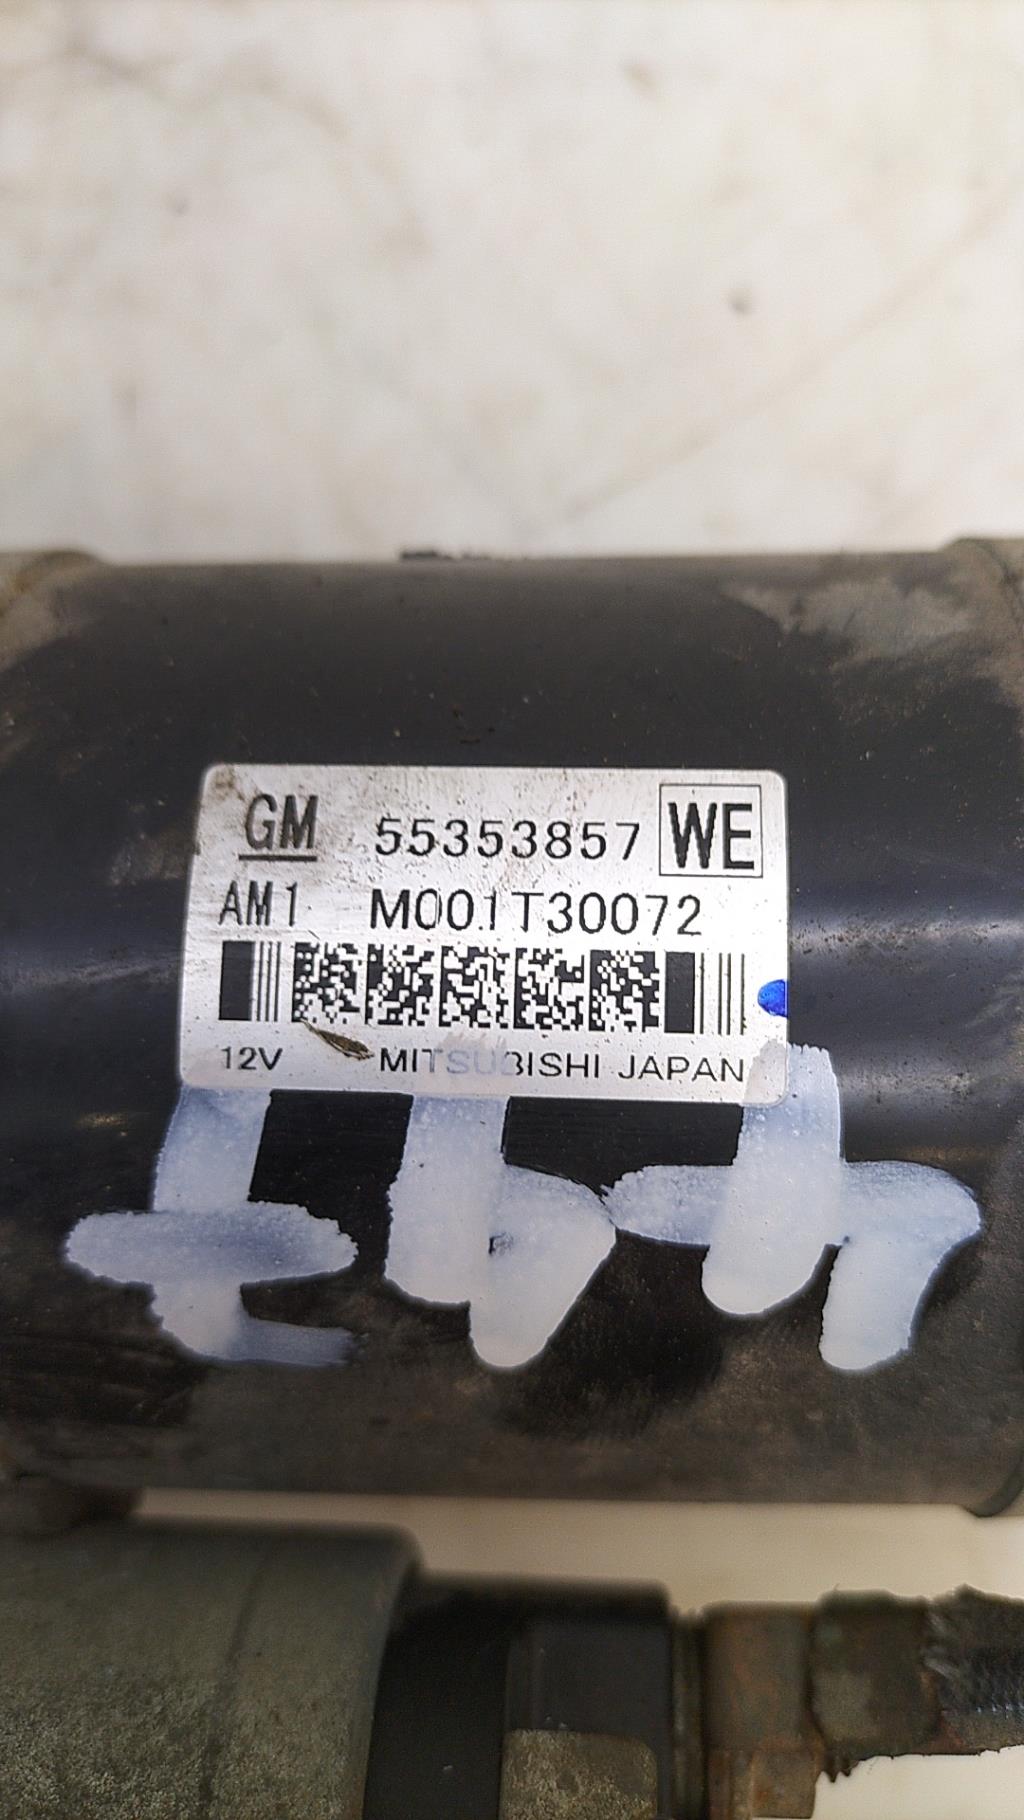 GM 55353857 WE
AM1 M001T30072
12V MITSUBISHI JAPAN